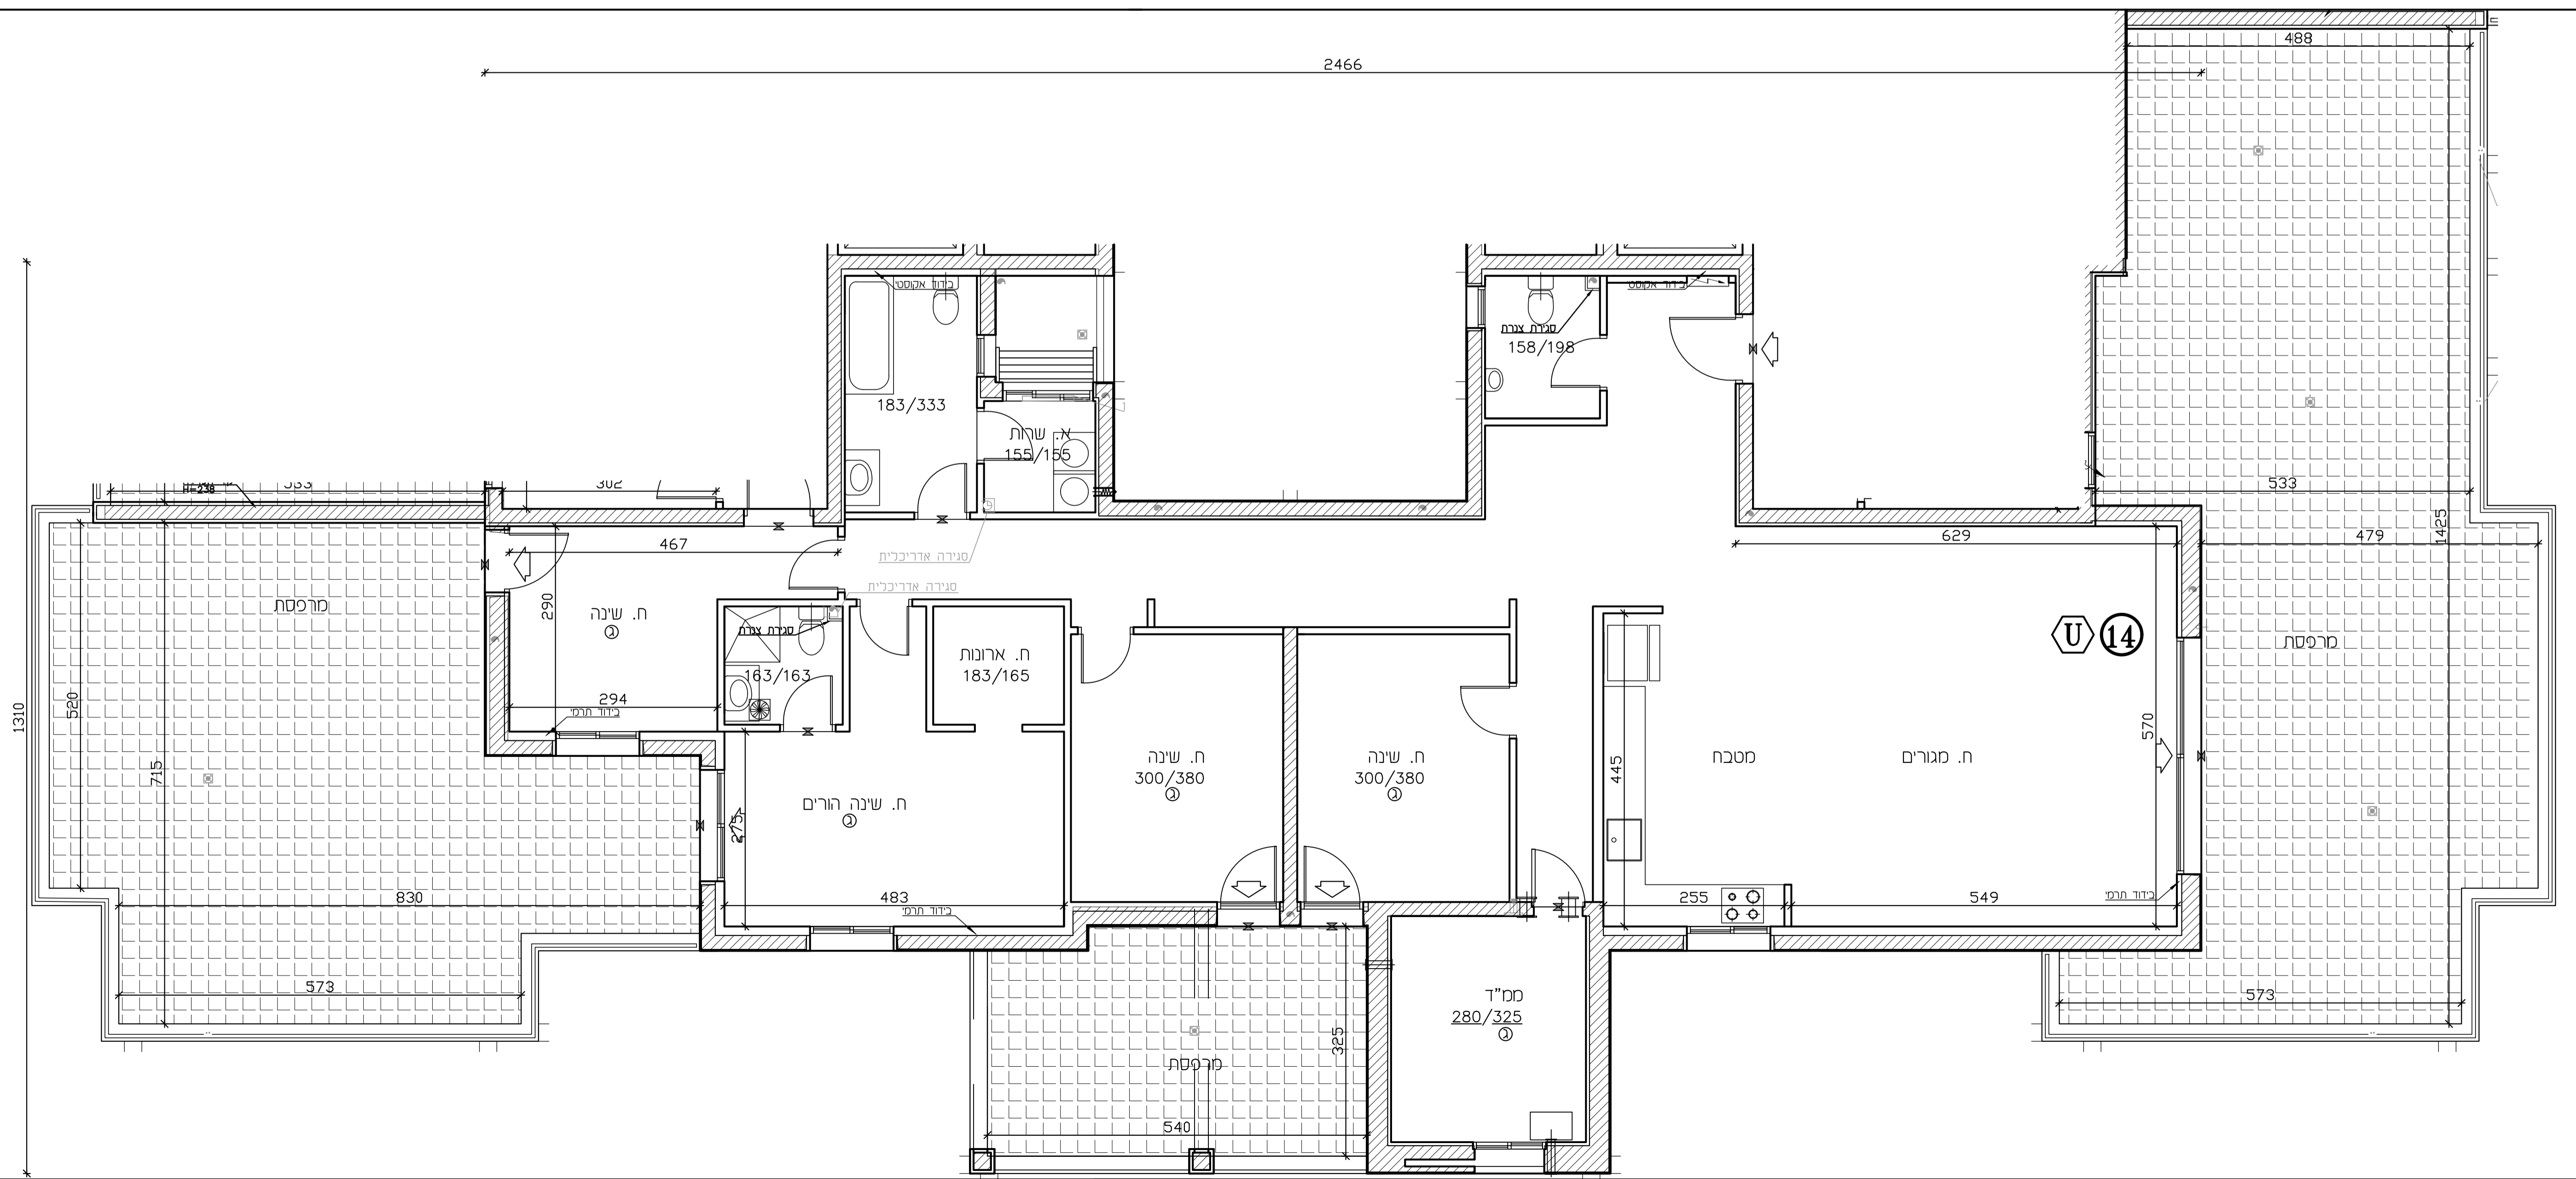 488
2466
בידוד אקוסטי
בידוד אקוסטי
סגירת צנרת
158/198
183/333
א. שרות
155/155
H=238
533
302
533
467
סגירה אדריכלית
629
1425
479
סגירה אדריכלית
מרפסת
290
ח. שינה
ג
סגירת צנרת
163/163
ח. ארונות
183/165
U
14
מרפסת
294
בידוד תרמי
520
1310
715
570
445
ח. שינה
300/380
ג
ח. שינה
300/380
ג
מטבח
ח. מגורים
ח. שינה הורים
ג
275
830
483
בידוד תרמי
255
549
בידוד תרמי
573
ממ"ד
280/325
ג
573
325
מרפסת
540